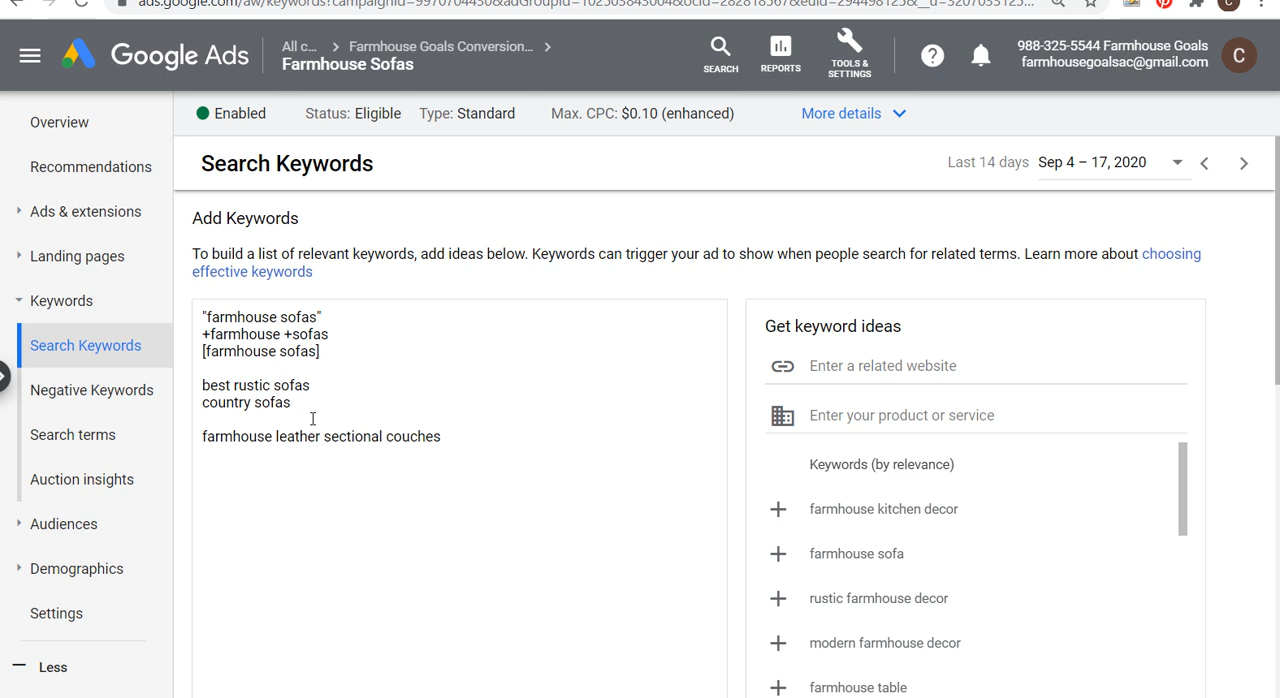 Google Ads
All c... > Farmhouse Goals Conversion... >
Farmhouse Sofas
SEARCH
REPORTS
TOOLS &
SETTINGS
?
988-325-5544 Farmhouse Goals
farmhousegoalsac@gmail.com
C
Enabled
Status: Eligible
Type: Standard
Max. CPC: $0.10 (enhanced)
More details
Overview
Recommendations
Ads & extensions
Landing pages
Keywords
Search Keywords
Negative Keywords
Search terms
Auction insights
Audiences
Demographics
Settings
Less
Search Keywords
Last 14 days Sep 4 – 17, 2020
Add Keywords
To build a list of relevant keywords, add ideas below. Keywords can trigger your ad to show when people search for related terms. Learn more about choosing
effective keywords
"farmhouse sofas"
+farmhouse +sofas
[farmhouse sofas]
best rustic sofas
country sofas
farmhouse leather sectional couches
Get keyword ideas
Enter a related website
Enter your product or service
Keywords (by relevance)
+ farmhouse kitchen decor
+ farmhouse sofa
+ rustic farmhouse decor
+ modern farmhouse decor
+ farmhouse table